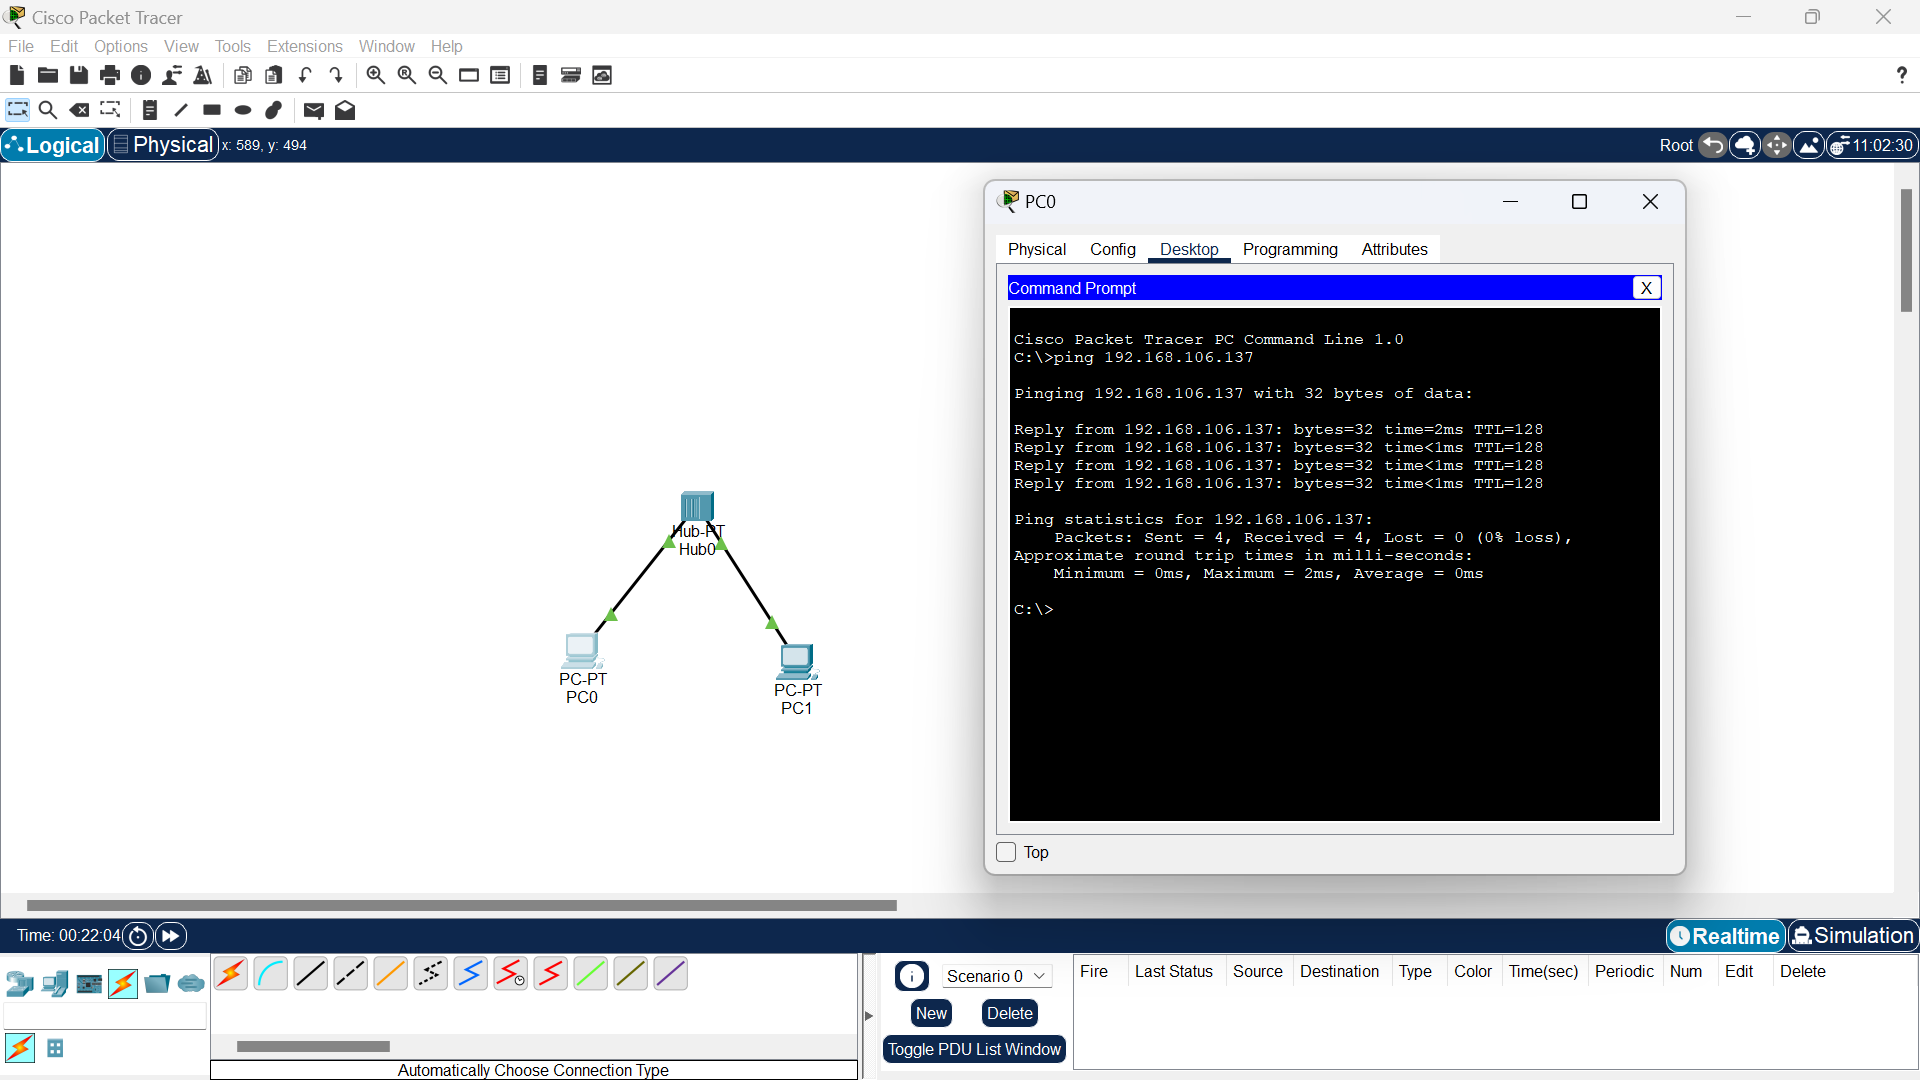 Cisco Packet Tracer
File Edit Options View Tools Extensions Window Help
?
Logical Physical x: 589, y: 494 Root 11:02:30
PC0
Physical Config Desktop Programming Attributes
Command Prompt X
Cisco Packet Tracer PC Command Line 1.0
C:\>ping 192.168.106.137
Pinging 192.168.106.137 with 32 bytes of data:
Reply from 192.168.106.137: bytes=32 time=2ms TTL=128
Reply from 192.168.106.137: bytes=32 time<1ms TTL=128
Reply from 192.168.106.137: bytes=32 time<1ms TTL=128
Reply from 192.168.106.137: bytes=32 time<1ms TTL=128
Ping statistics for 192.168.106.137:
Packets: Sent = 4, Received = 4, Lost = 0 (0% loss),
Approximate round trip times in milli-seconds:
Minimum = 0ms, Maximum = 2ms, Average = 0ms
C:\>
Top
Hub-PT
Hub0
PC-PT
PC0
PC-PT
PC1
Time: 00:22:04 Realtime Simulation
Scenario 0
New Delete
Toggle PDU List Window
Fire Last Status Source Destination Type Color Time(sec) Periodic Num Edit Delete
Automatically Choose Connection Type